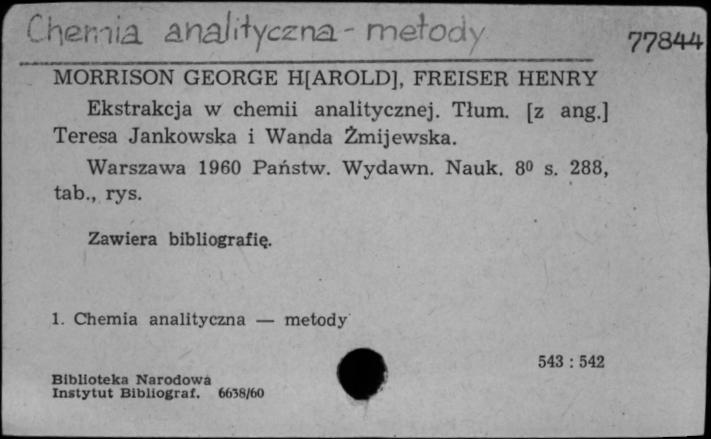 Chemia analityczna - metody
77844
MORRISON GEORGE H[AROLD], FREISER HENRY
Ekstrakcja w chemii analitycznej. Tłum. [z ang.]
Teresa Jankowska i Wanda Żmijewska.
Warszawa 1960 Państw. Wydawn. Nauk. 8⁰ s. 288,
tab., rys.
Zawiera bibliografię.
1. Chemia analityczna — metody
543 : 542
Biblioteka Narodowa
Instytut Bibliograf. 6638/60